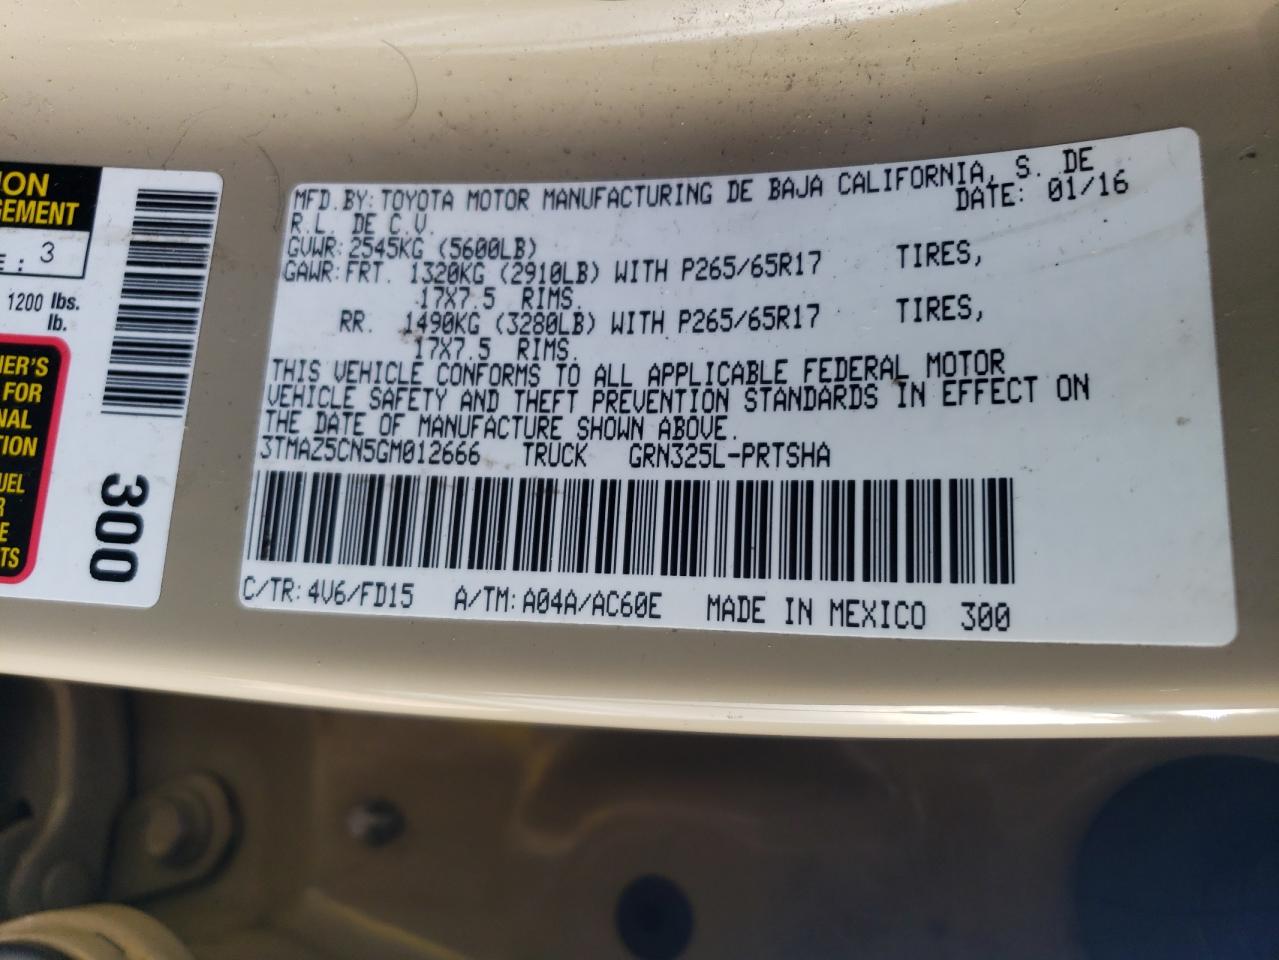 ION
GEMENT
E : 3
1200 lbs.
lb.
NER'S
FOR
NAL
TION
UEL
R
E
TS
300
MFD.BY:TOYOTA MOTOR MANUFACTURING DE BAJA CALIFORNIA, S. DE
R.L. DE C.V. DATE: 01/16
GVWR:2545KG (5600LB)
GAWR:FRT. 1320KG (2910LB) WITH P265/65R17 TIRES,
17X7.5 RIMS.
RR. 1490KG (3280LB) WITH P265/65R17 TIRES,
17X7.5 RIMS.
THIS VEHICLE CONFORMS TO ALL APPLICABLE FEDERAL MOTOR
VEHICLE SAFETY AND THEFT PREVENTION STANDARDS IN EFFECT ON
THE DATE OF MANUFACTURE SHOWN ABOVE.
3TMAZ5CN5GM012666 TRUCK GRN325L-PRTSHA
C/TR:4V6/FD15 A/TM:A04A/AC60E MADE IN MEXICO 300